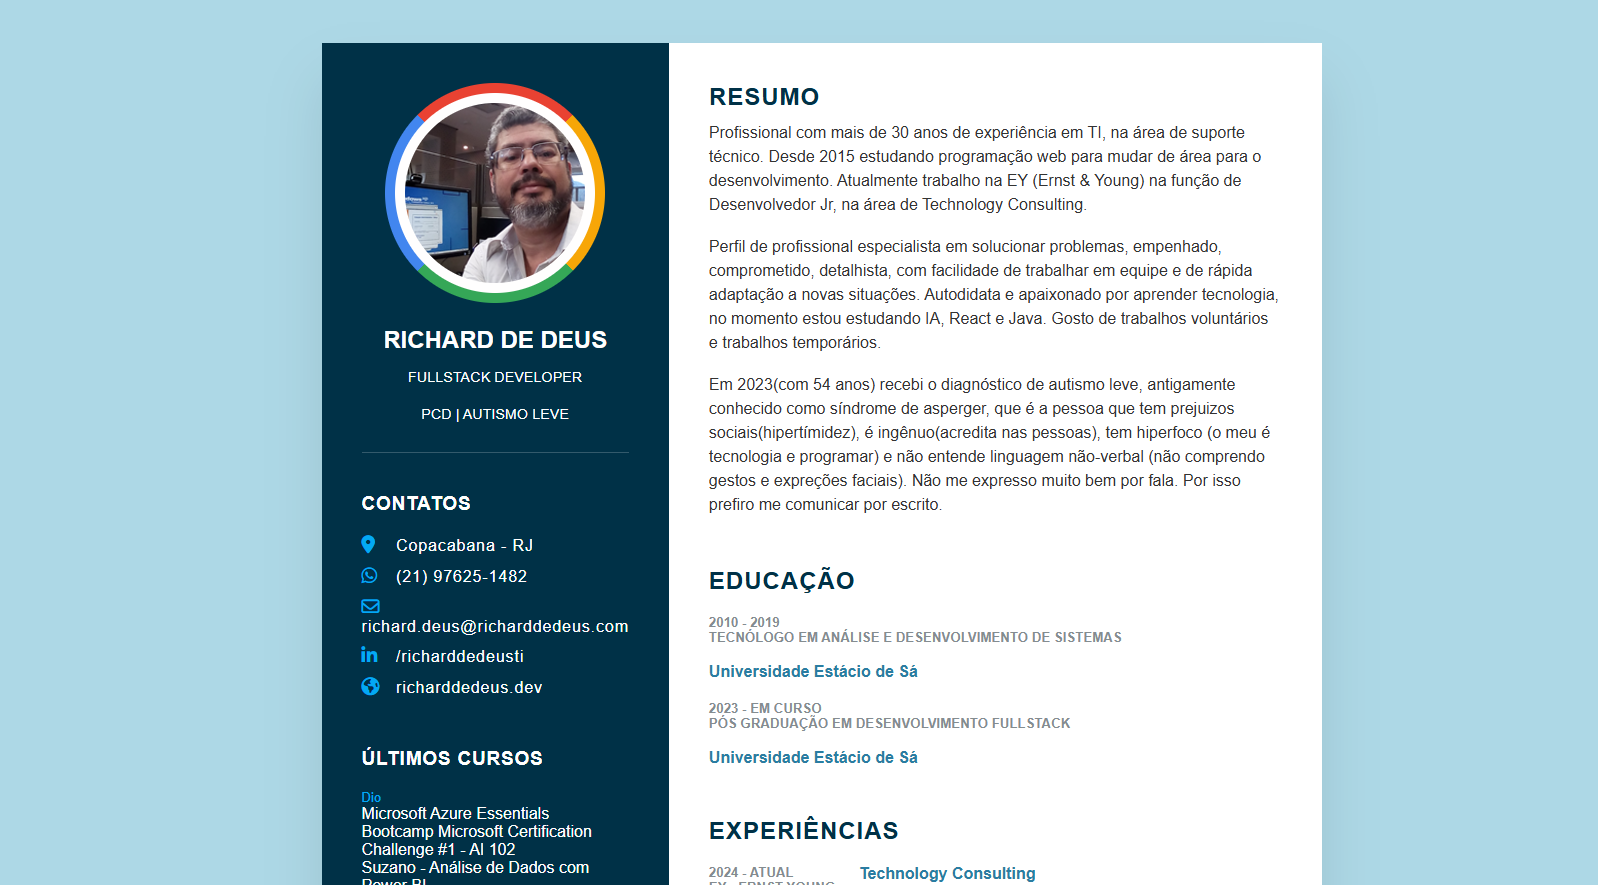 RICHARD DE DEUS
FULLSTACK DEVELOPER
PCD | AUTISMO LEVE
CONTATOS
Copacabana - RJ
(21) 97625-1482
richard.deus@richarddedeus.com
/richarddedeusti
richarddedeus.dev
ÚLTIMOS CURSOS
Dio
Microsoft Azure Essentials
Bootcamp Microsoft Certification
Challenge #1 - AI 102
Suzano - Análise de Dados com
Power BI
RESUMO
Profissional com mais de 30 anos de experiência em TI, na área de suporte
técnico. Desde 2015 estudando programação web para mudar de área para o
desenvolvimento. Atualmente trabalho na EY (Ernst & Young) na função de
Desenvolvedor Jr, na área de Technology Consulting.
Perfil de profissional especialista em solucionar problemas, empenhado,
comprometido, detalhista, com facilidade de trabalhar em equipe e de rápida
adaptação a novas situações. Autodidata e apaixonado por aprender tecnologia,
no momento estou estudando IA, React e Java. Gosto de trabalhos voluntários
e trabalhos temporários.
Em 2023(com 54 anos) recebi o diagnóstico de autismo leve, antigamente
conhecido como síndrome de asperger, que é a pessoa que tem prejuizos
sociais(hipertímidez), é ingênuo(acredita nas pessoas), tem hiperfoco (o meu é
tecnologia e programar) e não entende linguagem não-verbal (não comprendo
gestos e expreções faciais). Não me expresso muito bem por fala. Por isso
prefiro me comunicar por escrito.
EDUCAÇÃO
2010 - 2019
TECNÓLOGO EM ANÁLISE E DESENVOLVIMENTO DE SISTEMAS
Universidade Estácio de Sá
2023 - EM CURSO
PÓS GRADUAÇÃO EM DESENVOLVIMENTO FULLSTACK
Universidade Estácio de Sá
EXPERIÊNCIAS
2024 - ATUAL
Technology Consulting
EY - ERNST YOUNG